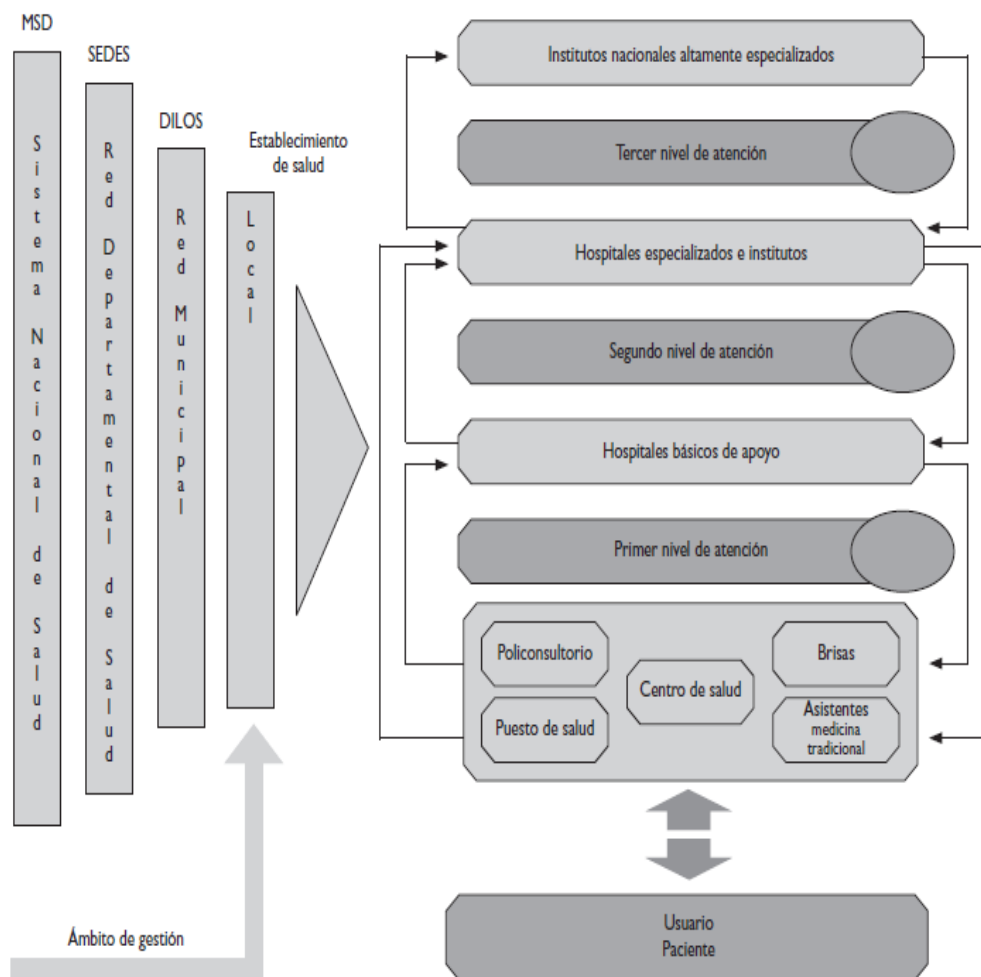 MSD
SEDES
DILOS
Establecimiento
de salud
Sistema Nacional de Salud
Red Departamental de Salud
Red Municipal
Local
Institutos nacionales altamente especializados
Tercer nivel de atención
Hospitales especializados e institutos
Segundo nivel de atención
Hospitales básicos de apoyo
Primer nivel de atención
Policonsultorio
Brisas
Centro de salud
Puesto de salud
Asistentes
medicina
tradicional
Usuario
Paciente
Ámbito de gestión